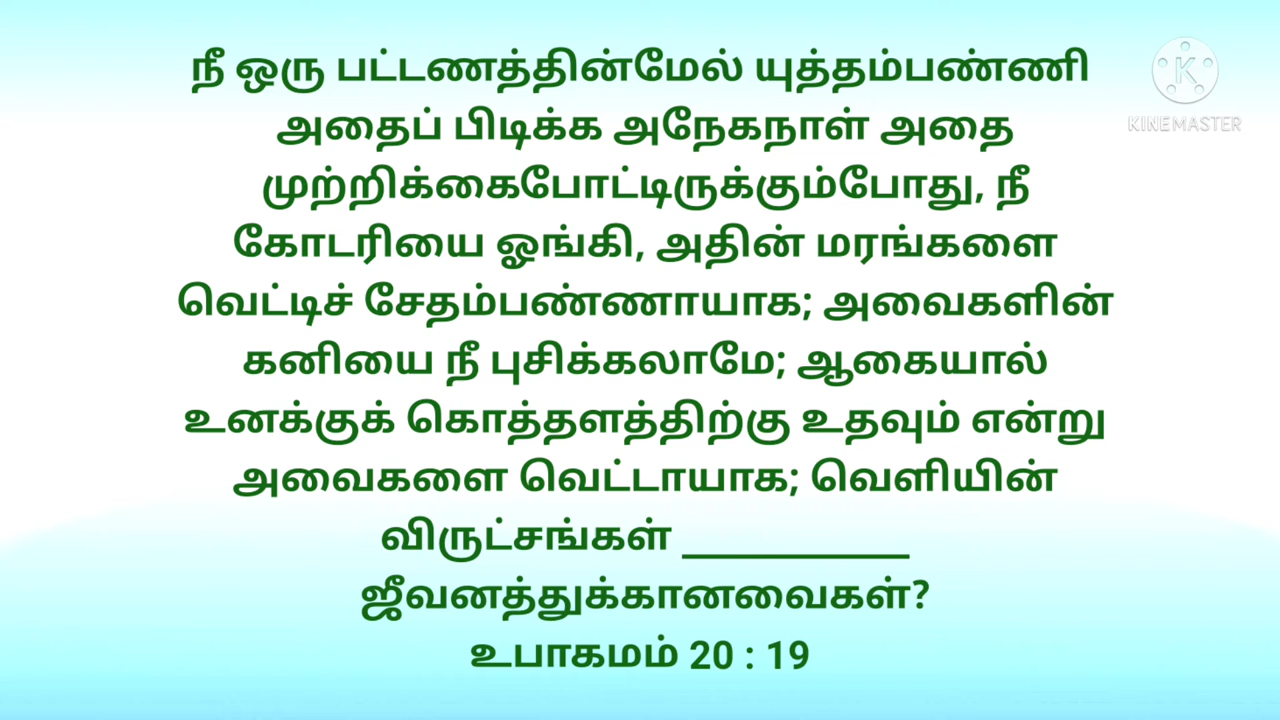 நீ ஒரு பட்டணத்தின்மேல் யுத்தம்பண்ணி
அதைப் பிடிக்க அநேகநாள் அதை
முற்றிக்கைபோட்டிருக்கும்போது, நீ
கோடரியை ஓங்கி, அதின் மரங்களை
வெட்டிச் சேதம்பண்ணாயாக; அவைகளின்
கனியை நீ புசிக்கலாமே; ஆகையால்
உனக்குக் கொத்தளத்திற்கு உதவும் என்று
அவைகளை வெட்டாயாக; வெளியின்
விருட்சங்கள் ___________
ஜீவனத்துக்கானவைகள்?
உபாகமம் 20 : 19
K
KINEMASTER